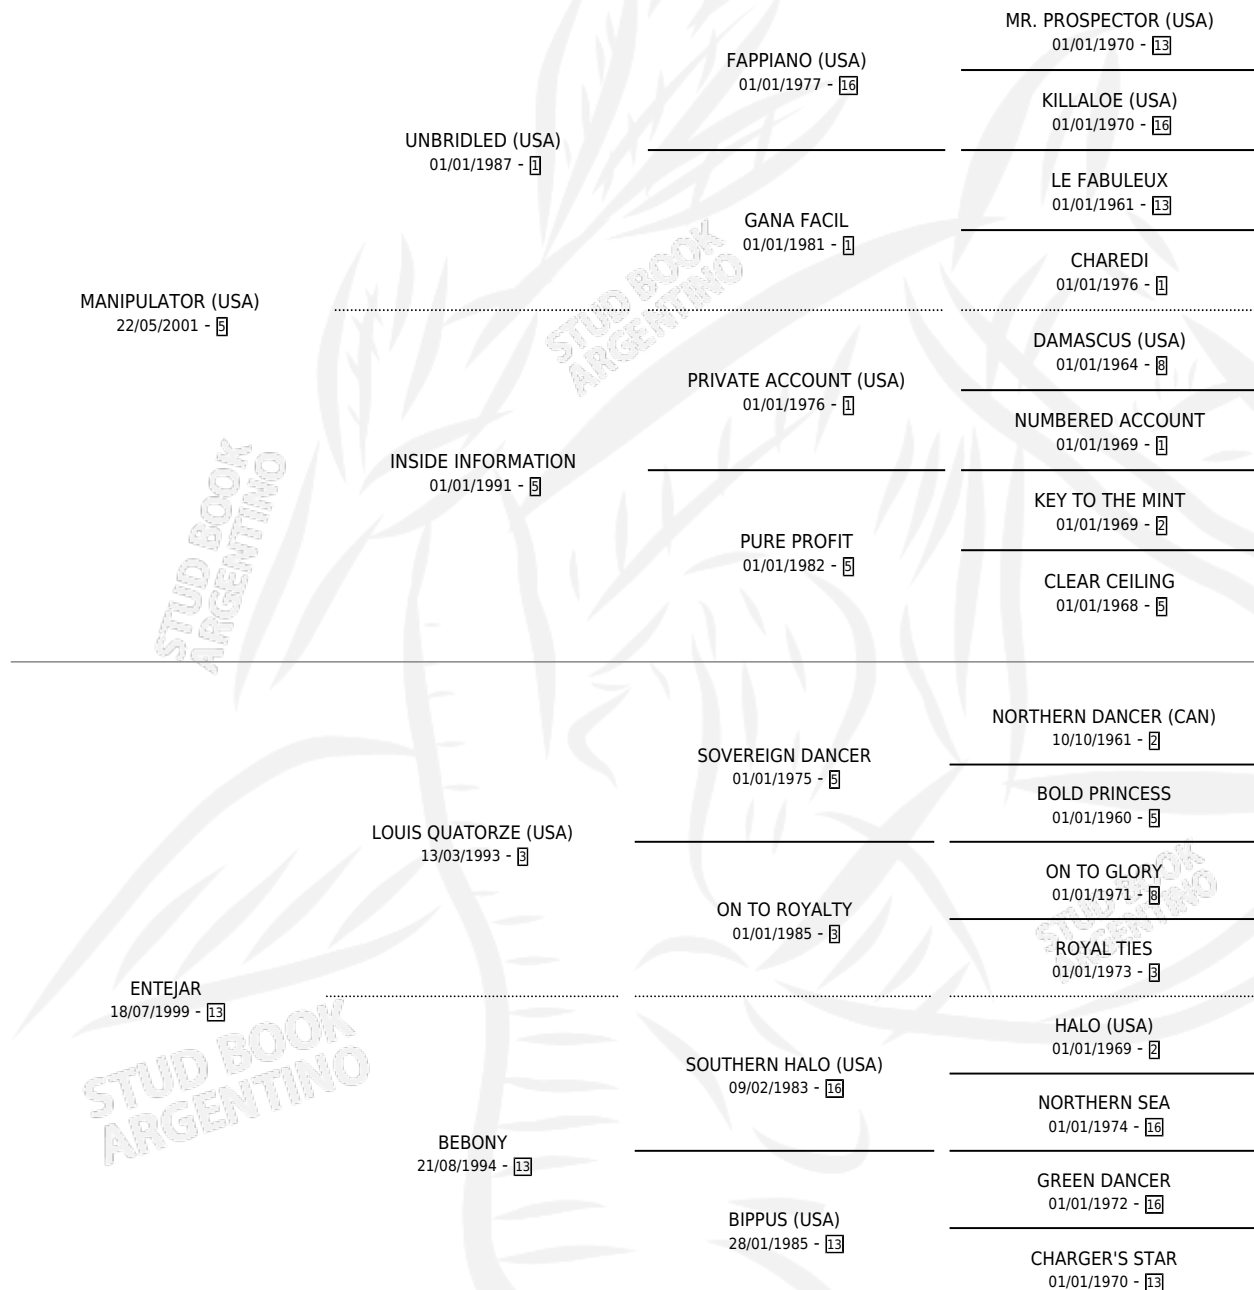 MR. PROSPECTOR (USA)
01/01/1970 - 13
FAPPIANO (USA)
01/01/1977 - 16
KILLALOE (USA)
01/01/1970 - 16
UNBRIDLED (USA)
01/01/1987 - 1
LE FABULEUX
01/01/1961 - 13
GANA FACIL
01/01/1981 - 1
CHAREDI
01/01/1976 - 1
MANIPULATOR (USA)
22/05/2001 - 5
STUD BOOK
ARGENTINO
DAMASCUS (USA)
01/01/1964 - 8
PRIVATE ACCOUNT (USA)
01/01/1976 - 1
NUMBERED ACCOUNT
01/01/1969 - 1
INSIDE INFORMATION
01/01/1991 - 5
KEY TO THE MINT
01/01/1969 - 2
PURE PROFIT
01/01/1982 - 5
CLEAR CEILING
01/01/1968 - 5
STUD BOOK
ARGENTINO
NORTHERN DANCER (CAN)
10/10/1961 - 2
SOVEREIGN DANCER
01/01/1975 - 5
BOLD PRINCESS
01/01/1960 - 5
LOUIS QUATORZE (USA)
13/03/1993 - 3
ON TO GLORY
01/01/1971 - 8
STUD BOOK
ARGENTINO
ON TO ROYALTY
01/01/1985 - 3
ROYAL TIES
01/01/1973 - 3
ENTEJAR
18/07/1999 - 13
STUD BOOK
ARGENTINO
HALO (USA)
01/01/1969 - 2
SOUTHERN HALO (USA)
09/02/1983 - 16
NORTHERN SEA
01/01/1974 - 16
BEBONY
21/08/1994 - 13
GREEN DANCER
01/01/1972 - 16
BIPPUS (USA)
28/01/1985 - 13
CHARGER'S STAR
01/01/1970 - 13